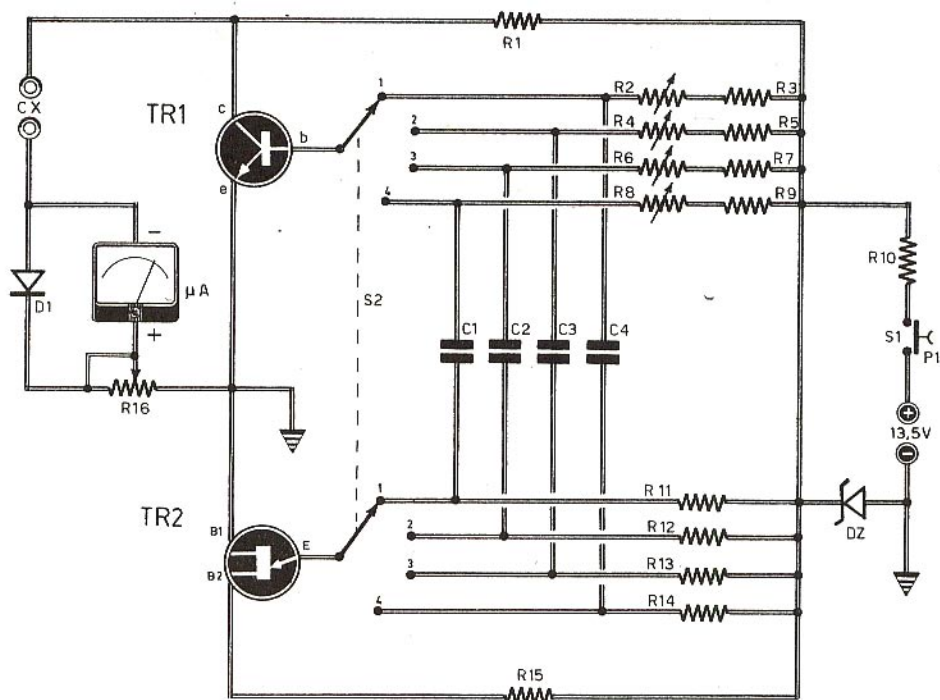 R1
CX
TR1
c
b
e
1
2
3
4
R2
R3
R4
R5
R6
R7
R8
R9
R10
S1
P1
+
13,5V
−
−
μA
+
D1
R16
S2
C1
C2
C3
C4
TR2
B1
B2
E
1
2
3
4
R11
R12
R13
R14
DZ
R15